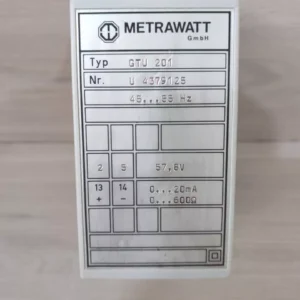 METRAWATT
GmbH
Typ GTU 201
Nr. U 4379125
45...65 Hz
2 5 57,6V
13 14 0...20mA
+ - 0...600Ω